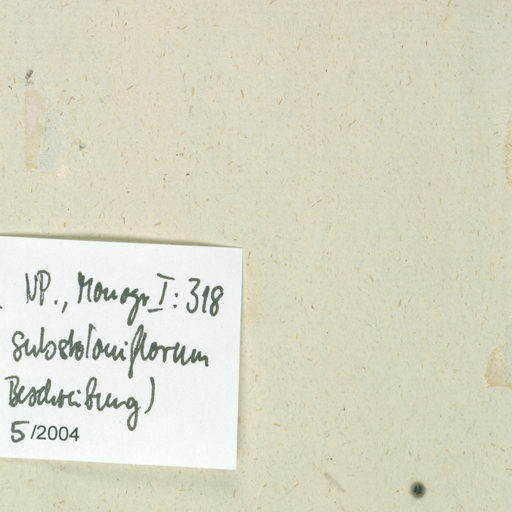 NP., Monogr I: 318
substoloniflorum
Beschreibung)
5/2004